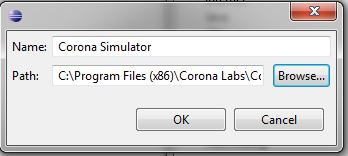 Name: Corona Simulator
Path: C:\Program Files (x86)\Corona Labs\Co Browse...
OK Cancel